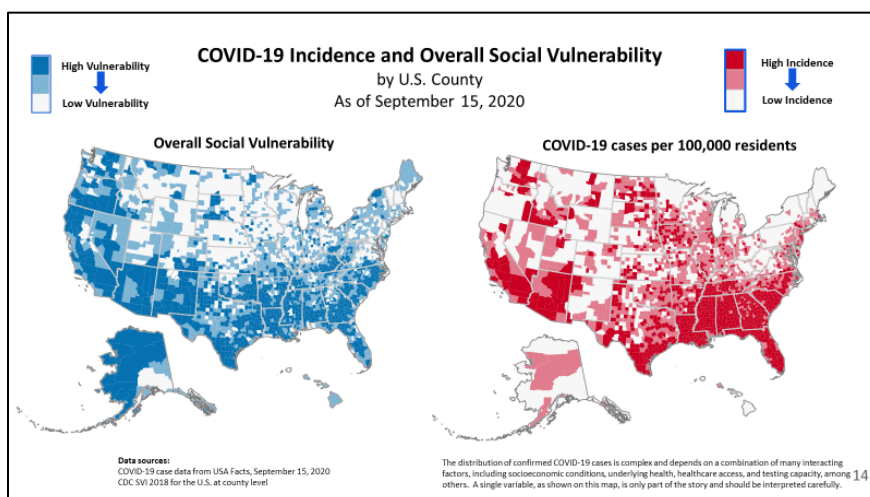 COVID-19 Incidence and Overall Social Vulnerability
by U.S. County
As of September 15, 2020
High Vulnerability
Low Vulnerability
High Incidence
Low Incidence
Overall Social Vulnerability
COVID-19 cases per 100,000 residents
Data sources:
COVID-19 case data from USA Facts, September 15, 2020
CDC SVI 2018 for the U.S. at county level
The distribution of confirmed COVID-19 cases is complex and depends on a combination of many interacting
factors, including socioeconomic conditions, underlying health, healthcare access, and testing capacity, among
others. A single variable, as shown on this map, is only part of the story and should be interpreted carefully.
14